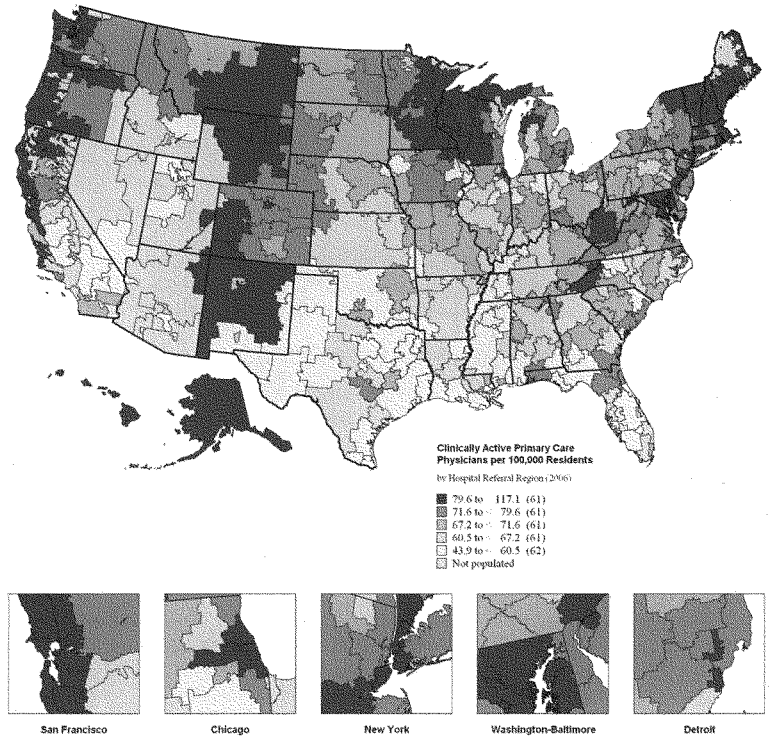 Clinically Active Primary Care
Physicians per 100,000 Residents
by Hospital Referral Region (2006)
79.6 to 117.1 (61)
71.6 to < 79.6 (61)
67.2 to < 71.6 (61)
60.5 to < 67.2 (61)
43.9 to < 60.5 (62)
Not populated
San Francisco
Chicago
New York
Washington-Baltimore
Detroit